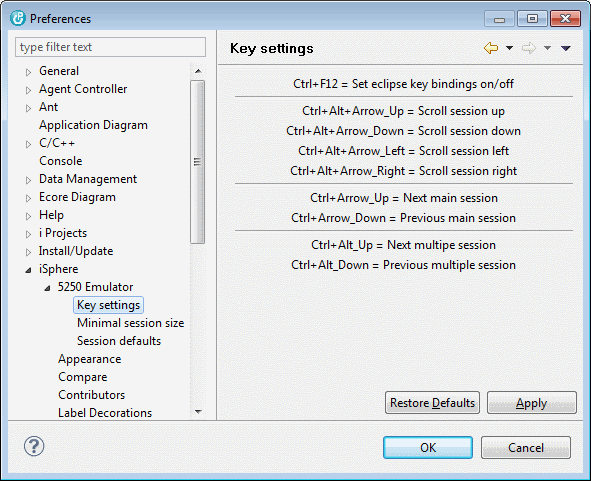 Preferences
type filter text
General
Agent Controller
Ant
Application Diagram
C/C++
Console
Data Management
Ecore Diagram
Help
i Projects
Install/Update
iSphere
5250 Emulator
Key settings
Minimal session size
Session defaults
Appearance
Compare
Contributors
Label Decorations
Key settings
Ctrl+F12 = Set eclipse key bindings on/off
Ctrl+Alt+Arrow_Up = Scroll session up
Ctrl+Alt+Arrow_Down = Scroll session down
Ctrl+Alt+Arrow_Left = Scroll session left
Ctrl+Alt+Arrow_Right = Scroll session right
Ctrl+Arrow_Up = Next main session
Ctrl+Arrow_Down = Previous main session
Ctrl+Alt_Up = Next multipe session
Ctrl+Alt_Down = Previous multiple session
Restore Defaults
Apply
?
OK
Cancel